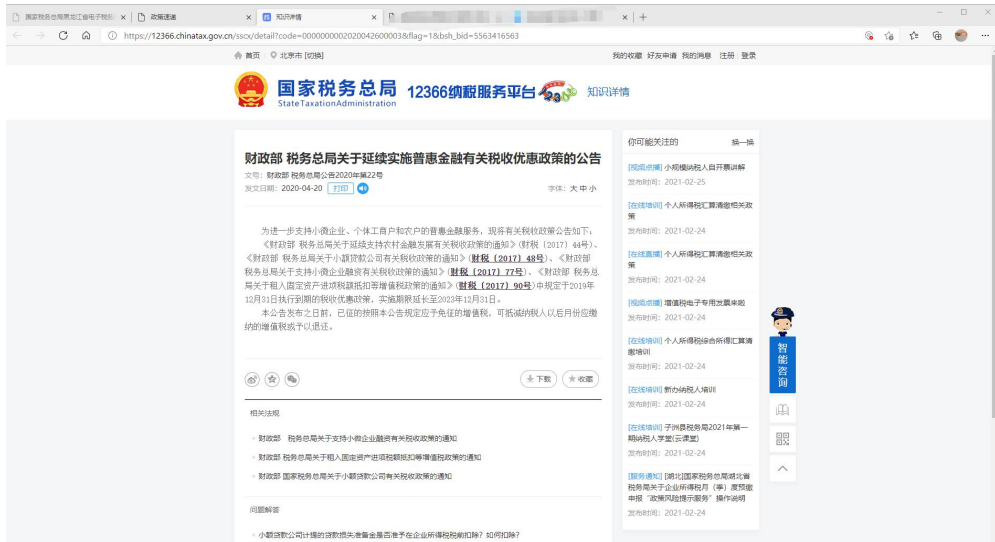 国家税务总局黑龙江省电子税务
政策速递
知识详情
https://12366.chinatax.gov.cn/sscx/detail?code=0000000002020042600003&flag=1&bsh_bid=5563416563
首页
北京市 [切换]
我的收藏 好友申请 我的消息 注册 登录
国家税务总局
StateTaxationAdministration
12366纳税服务平台
12366
知识详情
财政部 税务总局关于延续实施普惠金融有关税收优惠政策的公告
文号：财政部 税务总局公告2020年第22号
发文日期：2020-04-20 打印
字体：大 中 小
为进一步支持小微企业、个体工商户和农户的普惠金融服务，现将有关税收政策公告如下：
《财政部 税务总局关于延续支持农村金融发展有关税收政策的通知》（财税〔2017〕44号）、
《财政部 税务总局关于小额贷款公司有关税收政策的通知》（财税〔2017〕48号）、《财政部
税务总局关于支持小微企业融资有关税收政策的通知》（财税〔2017〕77号）、《财政部 税务总
局关于租入固定资产进项税额抵扣等增值税政策的通知》（财税〔2017〕90号）中规定于2019年
12月31日执行到期的税收优惠政策，实施期限延长至2023年12月31日。
本公告发布之日前，已征的按照本公告规定应予免征的增值税，可抵减纳税人以后月份应缴
纳的增值税或予以退还。
下载
收藏
相关法规
财政部 税务总局关于支持小微企业融资有关税收政策的通知
财政部 税务总局关于租入固定资产进项税额抵扣等增值税政策的通知
财政部 国家税务总局关于小额贷款公司有关税收政策的通知
问题解答
小额贷款公司计提的贷款损失准备金是否准予在企业所得税税前扣除？如何扣除？
你可能关注的
换一换
[视频点播] 小规模纳税人自开票讲解
发布时间：2021-02-25
[在线培训] 个人所得税汇算清缴相关政
策
发布时间：2021-02-24
[在线直播] 个人所得税汇算清缴相关政
策
发布时间：2021-02-24
[视频点播] 增值税电子专用发票来啦
发布时间：2021-02-24
[在线培训] 个人所得税综合所得汇算清
缴培训
发布时间：2021-02-24
[在线培训] 新办纳税人培训
发布时间：2021-02-24
[在线培训] 子洲县税务局2021年第一
期纳税人学堂(云课堂)
发布时间：2021-02-24
[服务通知] [湖北]国家税务总局湖北省
税务局关于企业所得税月（季）度预缴
申报“政策风险提示服务”操作说明
发布时间：2021-02-24
智能咨询